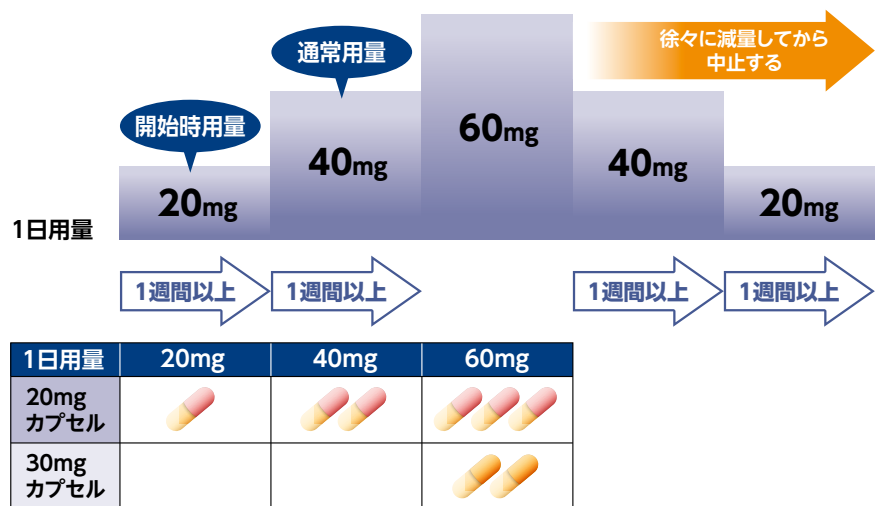 徐々に減量してから
中止する
通常用量
開始時用量
60mg
40mg
40mg
20mg
20mg
1日用量
1週間以上
1週間以上
1週間以上
1週間以上
1日用量 20mg 40mg 60mg
20mg
カプセル
30mg
カプセル